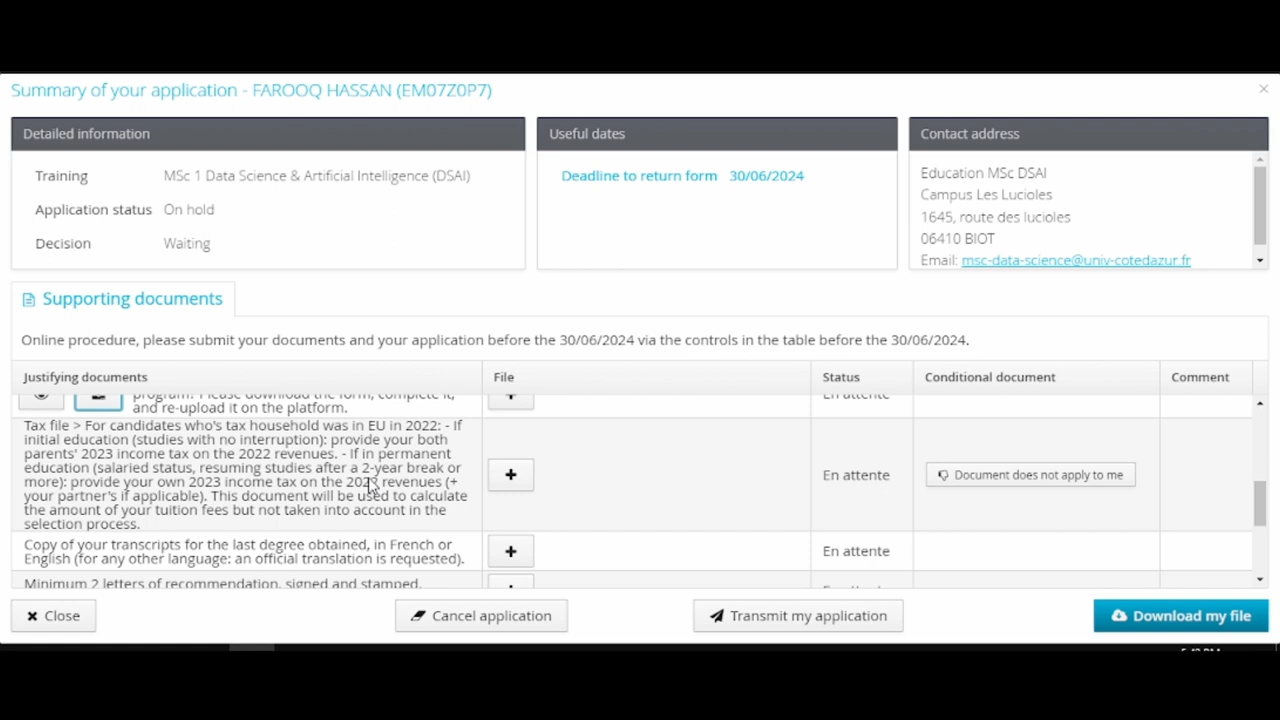 Summary of your application - FAROOQ HASSAN (EM07Z0P7)
×
Detailed information
Training MSc 1 Data Science & Artificial Intelligence (DSAI)
Application status On hold
Decision Waiting
Useful dates
Deadline to return form 30/06/2024
Contact address
Education MSc DSAI
Campus Les Lucioles
1645, route des lucioles
06410 BIOT
Email: msc-data-science@univ-cotedazur.fr
Supporting documents
Online procedure, please submit your documents and your application before the 30/06/2024 via the controls in the table before the 30/06/2024.
Justifying documents File Status Conditional document Comment
program? Please download the form, complete it,
and re-upload it on the platform.
En attente
Tax file > For candidates who's tax household was in EU in 2022: - If
initial education (studies with no interruption): provide your both
parents' 2023 income tax on the 2022 revenues. - If in permanent
education (salaried status, resuming studies after a 2-year break or
more): provide your own 2023 income tax on the 2022 revenues (+
your partner's if applicable). This document will be used to calculate
the amount of your tuition fees but not taken into account in the
selection process.
+ En attente Document does not apply to me
Copy of your transcripts for the last degree obtained, in French or
English (for any other language: an official translation is requested).
+ En attente
Minimum 2 letters of recommendation, signed and stamped.
Close Cancel application Transmit my application Download my file